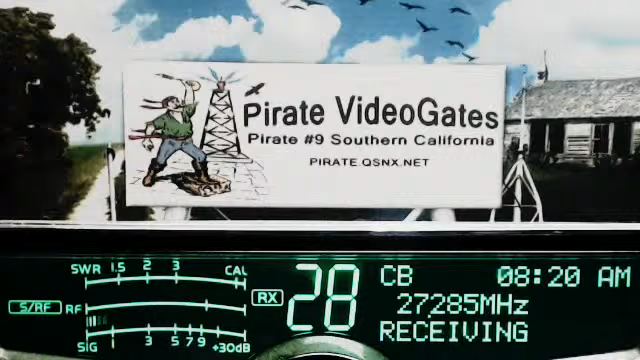 Pirate VideoGates
Pirate #9 Southern California
PIRATE.QSNX.NET
SWR 1.5 2 3 CAL
S/RF RF
SIG 1 3 5 7 9 +30dB
RX 28 CB 08:20 AM
27285MHz
RECEIVING